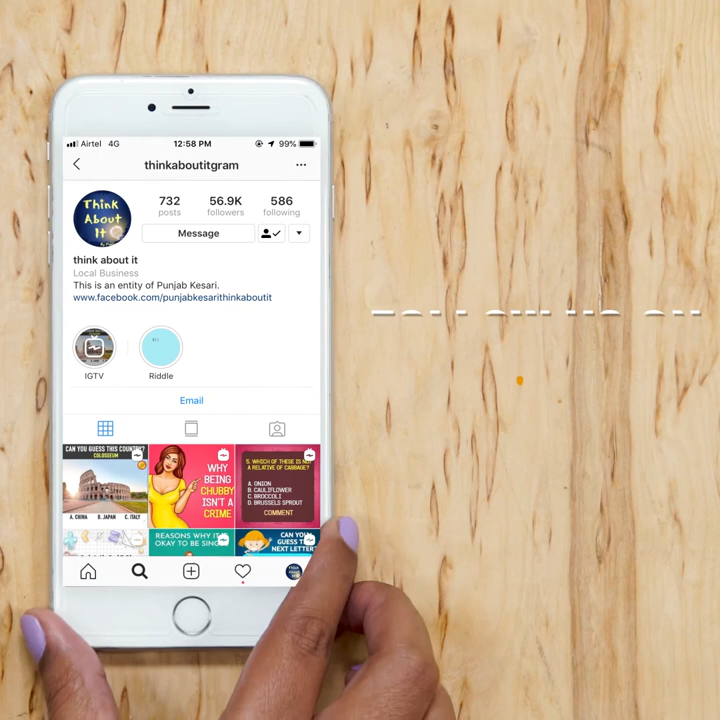 Airtel 4G 12:58 PM 99%
thinkaboutitgram
Think
About
It
732 56.9K 586
posts followers following
Message
think about it
Local Business
This is an entity of Punjab Kesari.
www.facebook.com/punjabkesarithinkaboutit
IGTV Riddle
Email
CAN YOU GUESS THIS COUNTRY?
COLOSSEUM
A. CHINA B. JAPAN C. ITALY
WHY
BEING
CHUBBY
ISN'T A
CRIME
5. WHICH OF THESE IS NOT
A RELATIVE OF CABBAGE?
A. ONION
B. CAULIFLOWER
C. BROCCOLI
D. BRUSSELS SPROUT
COMMENT
REASONS WHY IT'S
OKAY TO BE SINGLE
CAN YOU
GUESS THE
NEXT LETTER?